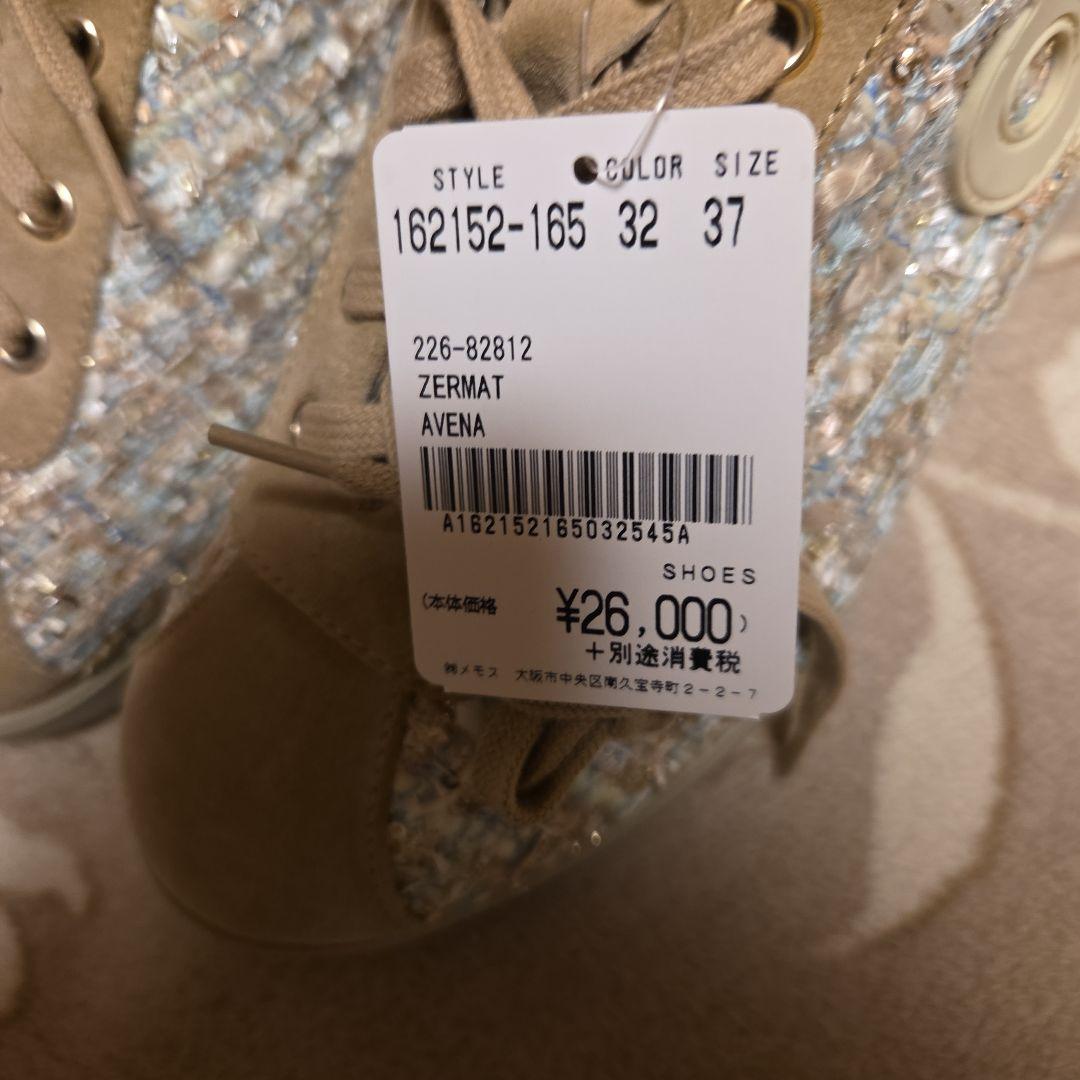 STYLE COLOR SIZE
162152-165 32 37
226-82812
ZERMAT
AVENA
A162152165032545A
SHOES
(本体価格 ¥26,000)
+別途消費税
㈱メモス 大阪市中央区南久宝寺町2-2-7